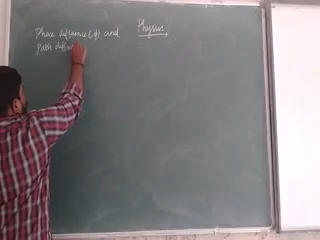 Physics
Phase difference (ϕ) and
Path diff